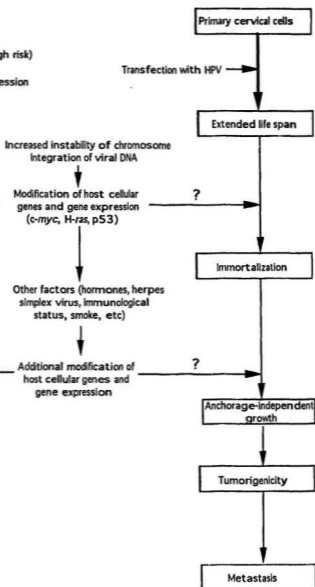 Primary cervical cells
gh risk)
Transfection with HPV
ession
Extended life span
Increased instability of chromosome
Integration of viral DNA
Modification of host cellular
genes and gene expression
(c-myc, H-ras, p53)
?
Immortalization
Other factors (hormones, herpes
simplex virus, immunological
status, smoke, etc)
Additional modification of
host cellular genes and
gene expression
?
Anchorage-independent
growth
Tumorigenicity
Metastasis